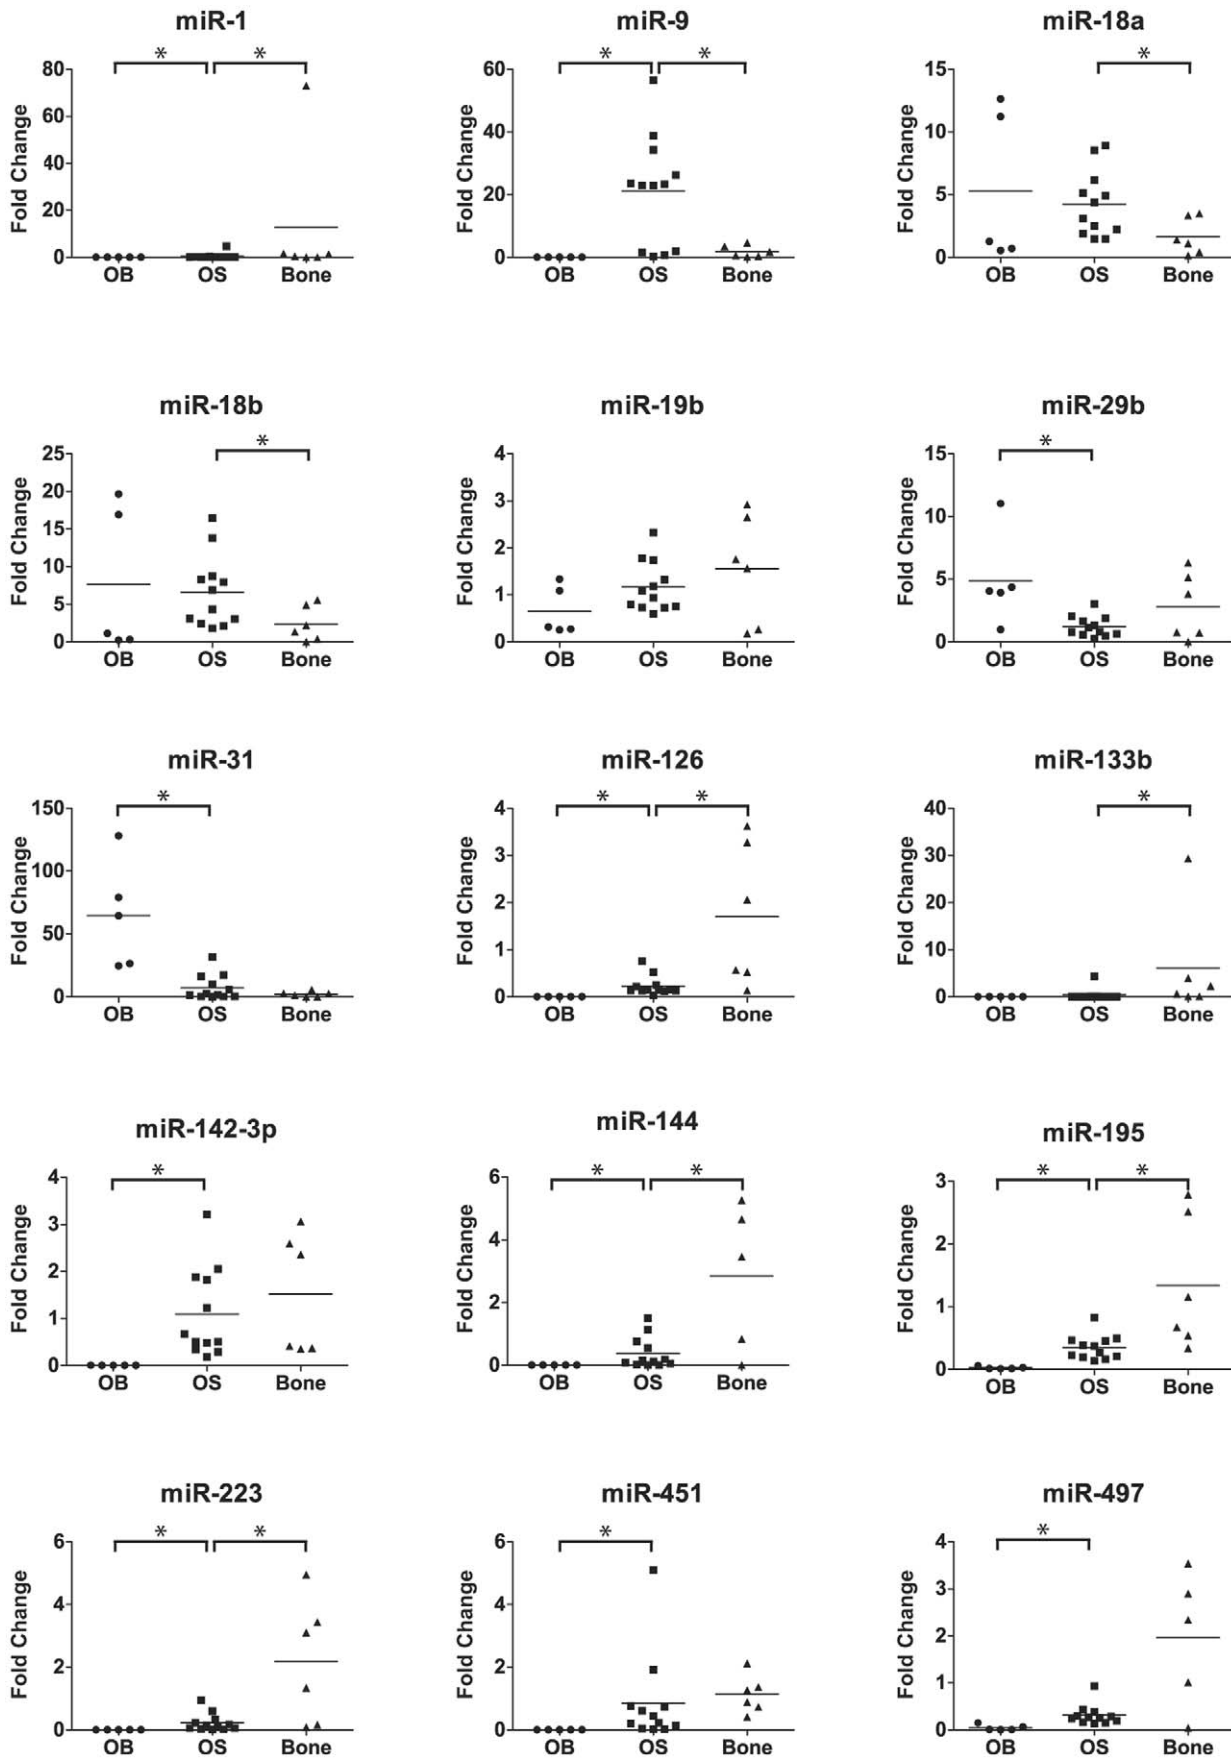 miR-1
miR-9
miR-18a
* *
* *
*
Fold Change
80
60
40
20
0
OB OS Bone
Fold Change
60
40
20
0
OB OS Bone
Fold Change
15
10
5
0
OB OS Bone
miR-18b
miR-19b
miR-29b
*
*
Fold Change
25
20
15
10
5
0
OB OS Bone
Fold Change
4
3
2
1
0
OB OS Bone
Fold Change
15
10
5
0
OB OS Bone
miR-31
miR-126
miR-133b
*
* *
*
Fold Change
150
100
50
0
OB OS Bone
Fold Change
4
3
2
1
0
OB OS Bone
Fold Change
40
30
20
10
0
OB OS Bone
miR-142-3p
miR-144
miR-195
*
* *
* *
Fold Change
4
3
2
1
0
OB OS Bone
Fold Change
6
4
2
0
OB OS Bone
Fold Change
3
2
1
0
OB OS Bone
miR-223
miR-451
miR-497
* *
*
*
Fold Change
6
4
2
0
OB OS Bone
Fold Change
6
4
2
0
OB OS Bone
Fold Change
4
3
2
1
0
OB OS Bone